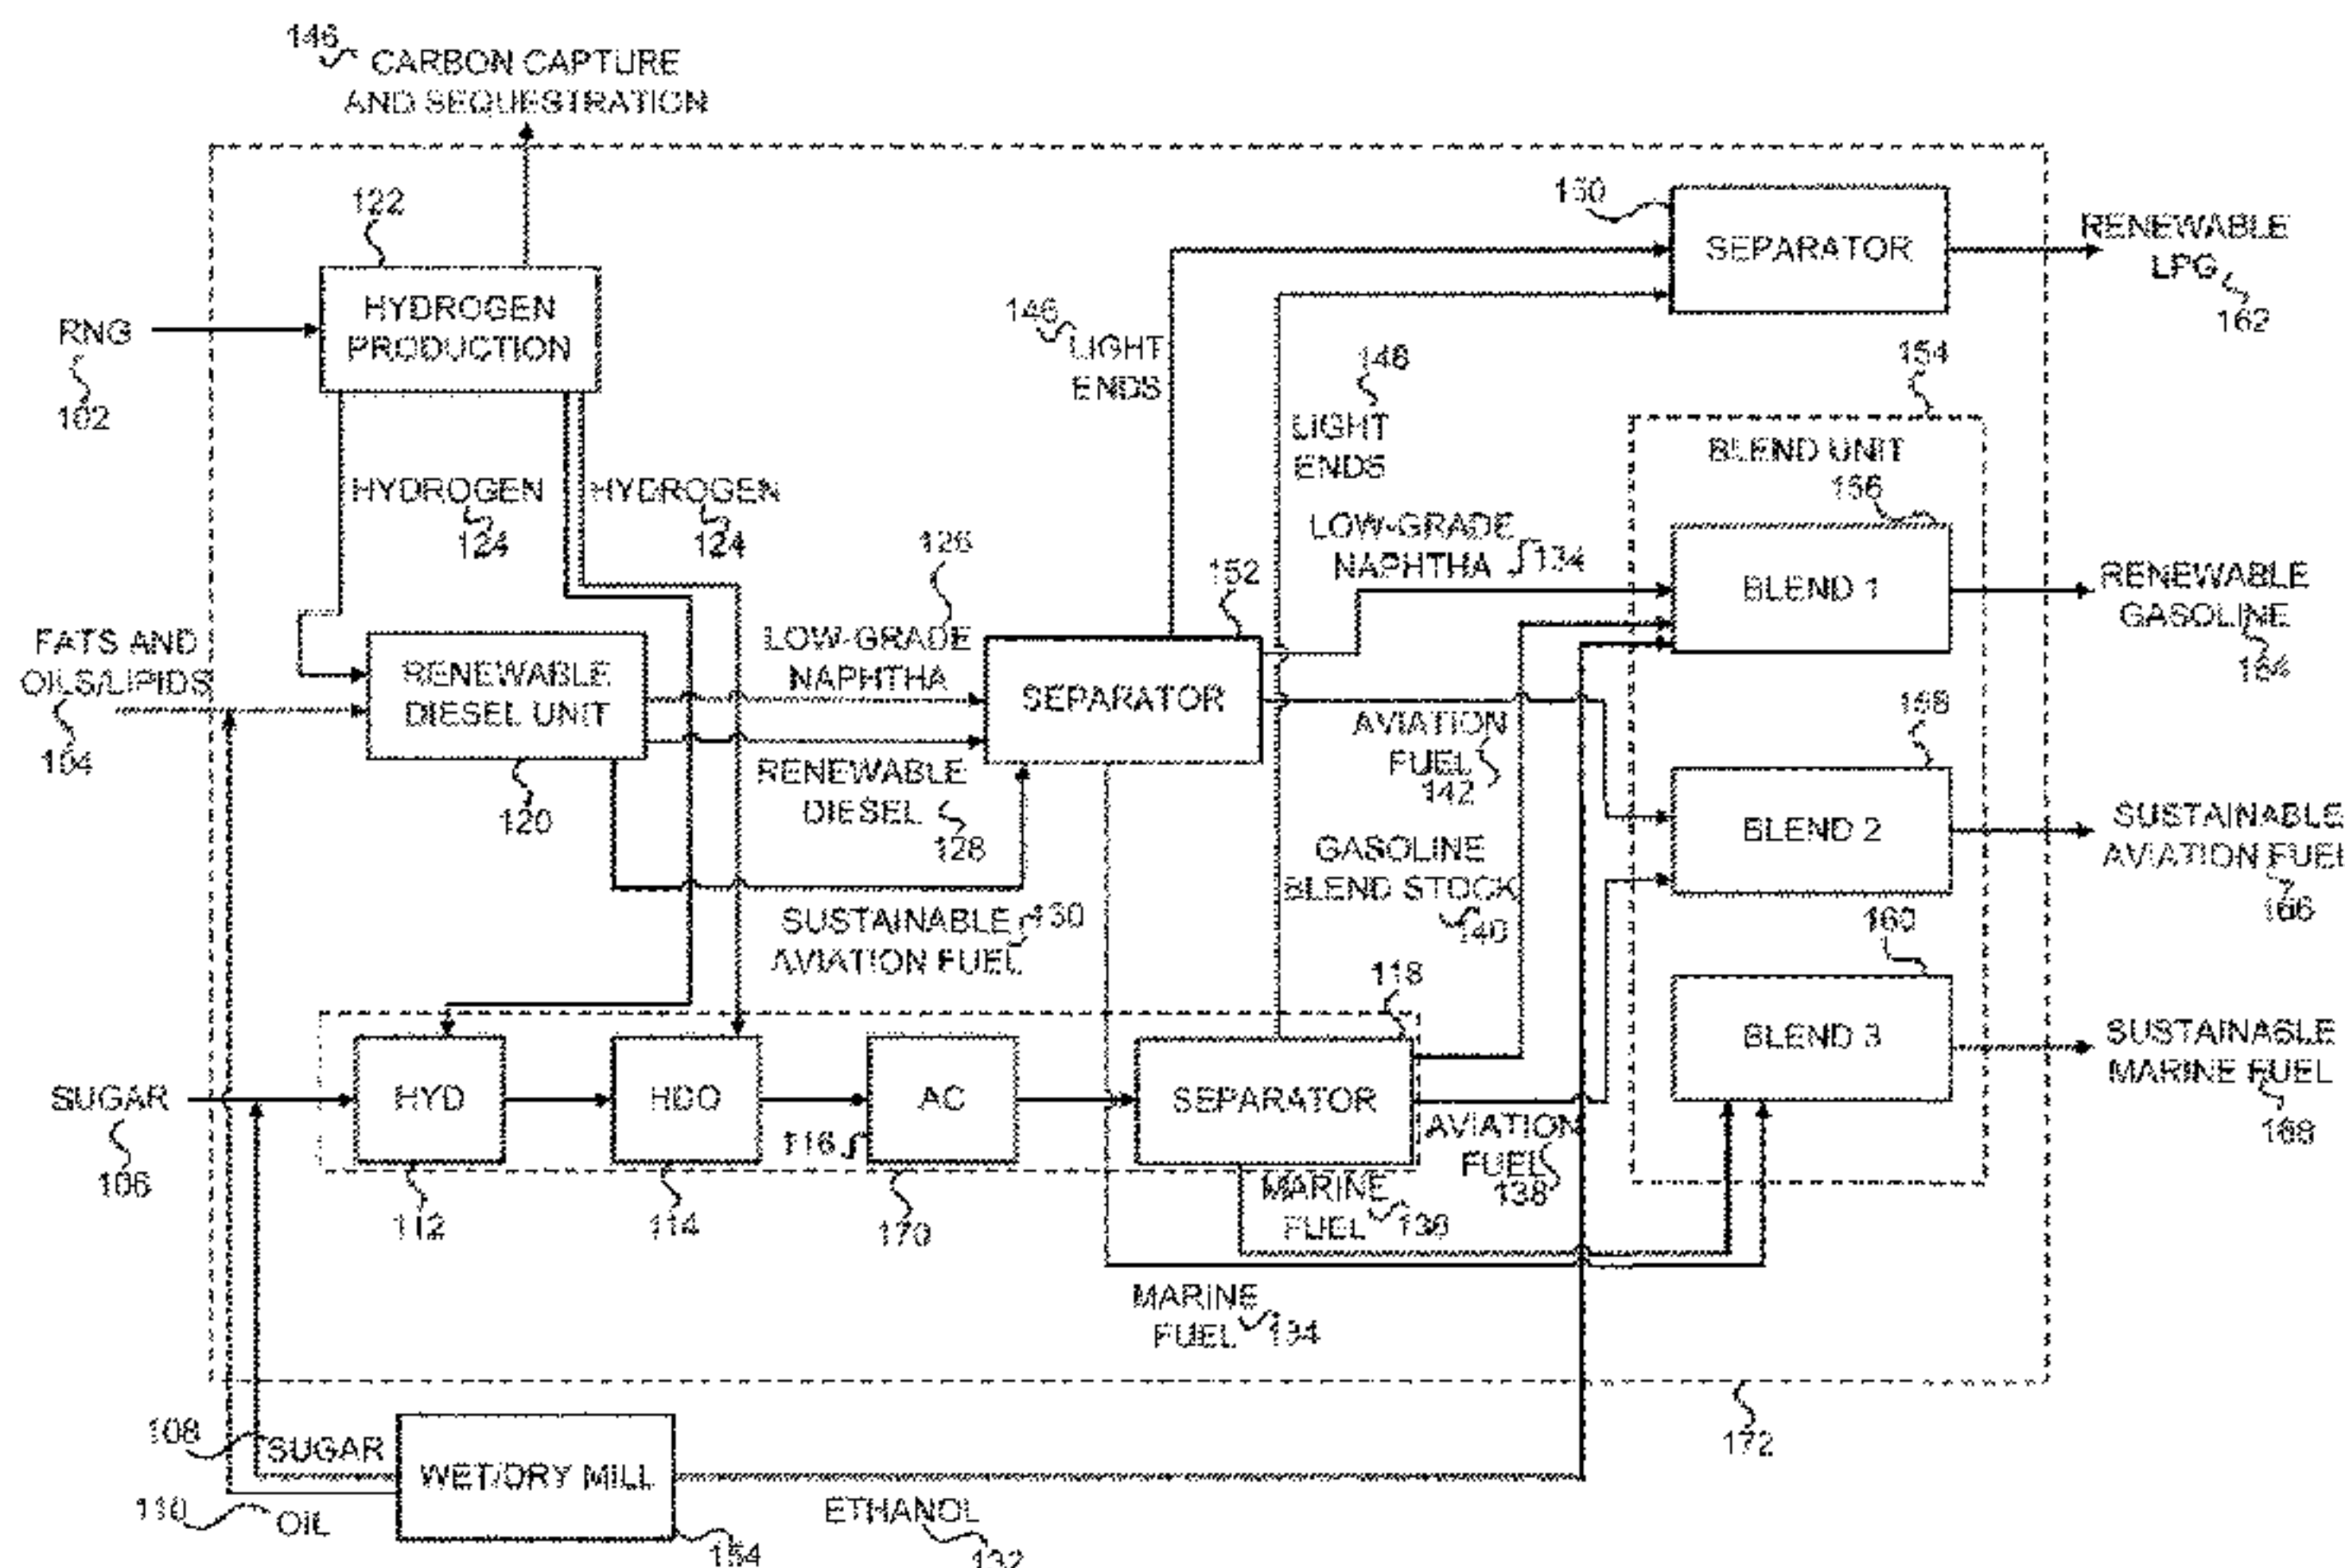 146
CARBON CAPTURE
AND SEQUESTRATION
122
HYDROGEN
PRODUCTION
RNG
102
150
SEPARATOR
RENEWABLE
LPG
162
146
LIGHT
ENDS
148
LIGHT
ENDS
154
BLEND UNIT
156
BLEND 1
RENEWABLE
GASOLINE
164
HYDROGEN
124
HYDROGEN
124
126
LOW-GRADE
NAPHTHA
152
SEPARATOR
LOW-GRADE
NAPHTHA 134
FATS AND
OILS/LIPIDS
104
RENEWABLE
DIESEL UNIT
120
RENEWABLE
DIESEL
128
AVIATION
FUEL
142
158
BLEND 2
SUSTAINABLE
AVIATION FUEL
166
GASOLINE
BLEND STOCK
140
SUSTAINABLE 130
AVIATION FUEL
118
160
BLEND 3
SUSTAINABLE
MARINE FUEL
168
SUGAR
106
HYD
112
HDO
114
AC
116
170
SEPARATOR
AVIATION
FUEL
138
MARINE
FUEL 136
MARINE
FUEL 134
172
108
SUGAR
110
OIL
WET/DRY MILL
154
ETHANOL
132